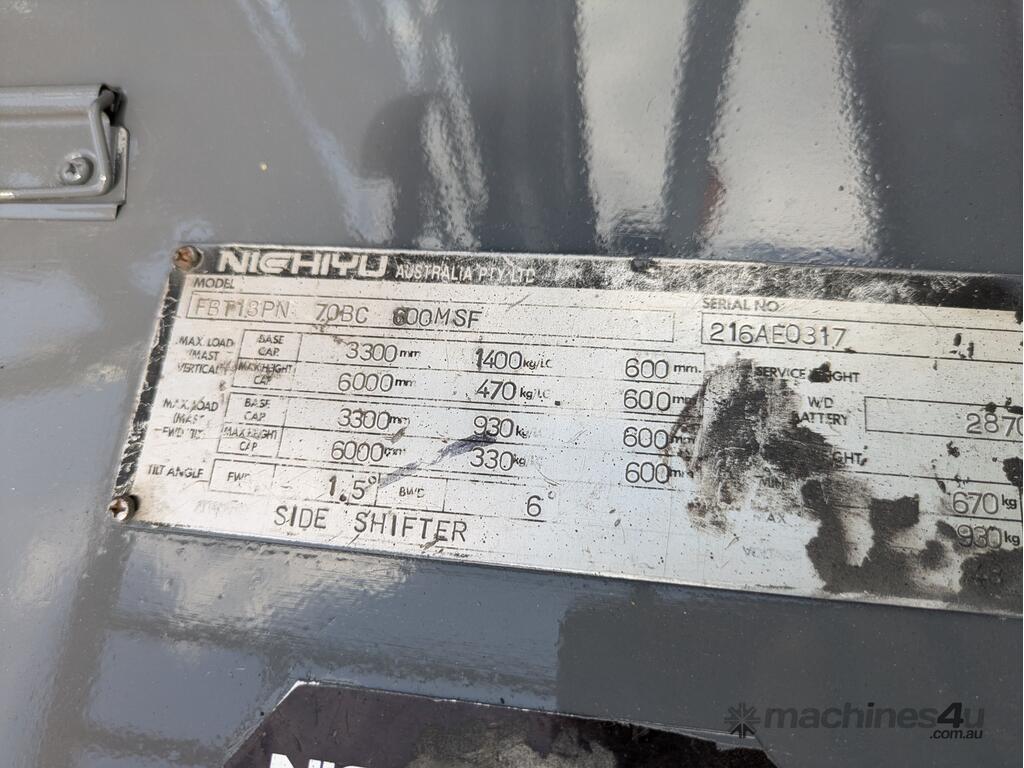 NICHIYU AUSTRALIA PTY LTD
MODEL
FBT13PN 70BC 600MSF
SERIAL NO
216AE0317
MAX. LOAD (MAST VERTICAL)
BASE CAP. 3300mm 1400kg/LC 600mm
MAX.HEIGHT CAP 6000mm 470kg/LC 600mm
MAX. LOAD (MAST FWD
BASE CAP. 3300mm 930kg/ 600mm
MAX.HEIGHT CAP 6000mm 330kg/ 600mm
TILT ANGLE FWD 1.5° BWD 6°
SIDE SHIFTER
SERVICE
W/D
BATTERY
2870
670kg
930kg
48
machines4u
.com.au